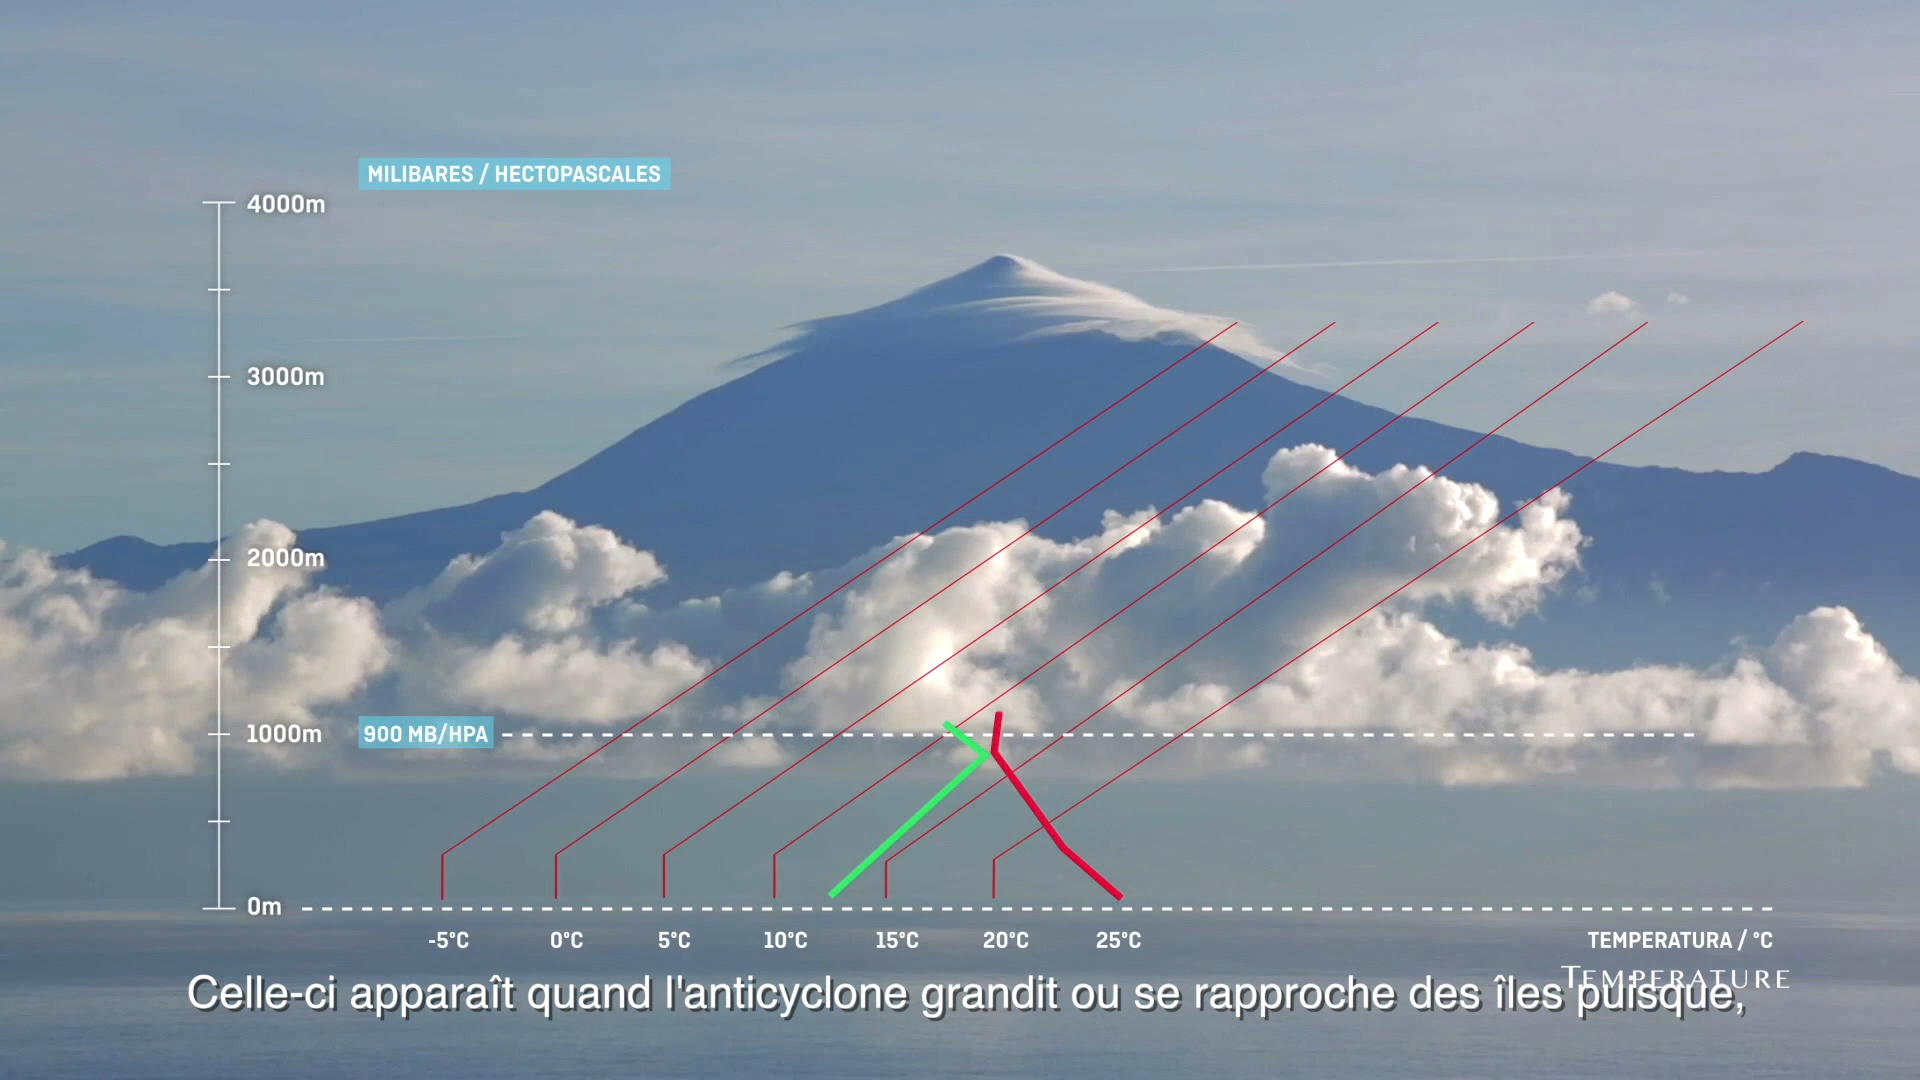 MILIBARES / HECTOPASCALES
4000m
3000m
2000m
1000m
900 MB/HPA
0m
-5°C 0°C 5°C 10°C 15°C 20°C 25°C TEMPERATURA / °C
TEMPERATURE
Celle-ci apparaît quand l'anticyclone grandit ou se rapproche des îles puisque,